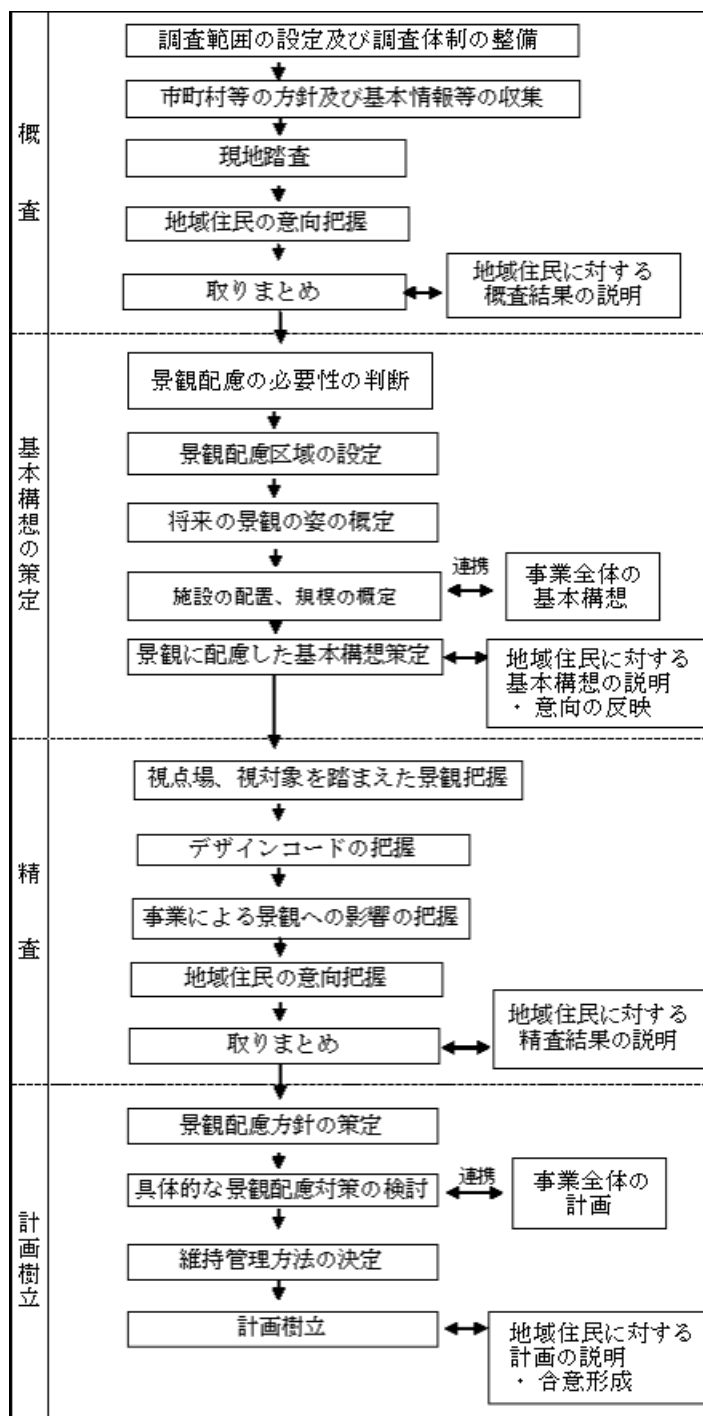 概査
調査範囲の設定及び調査体制の整備
市町村等の方針及び基本情報等の収集
現地踏査
地域住民の意向把握
取りまとめ
地域住民に対する
概査結果の説明
基本構想の策定
景観配慮の必要性の判断
景観配慮区域の設定
将来の景観の姿の概定
施設の配置、規模の概定
連携
事業全体の
基本構想
景観に配慮した基本構想策定
地域住民に対する
基本構想の説明
・意向の反映
精査
視点場、視対象を踏まえた景観把握
デザインコードの把握
事業による景観への影響の把握
地域住民の意向把握
取りまとめ
地域住民に対する
精査結果の説明
計画樹立
景観配慮方針の策定
具体的な景観配慮対策の検討
連携
事業全体の
計画
維持管理方法の決定
計画樹立
地域住民に対する
計画の説明
・合意形成